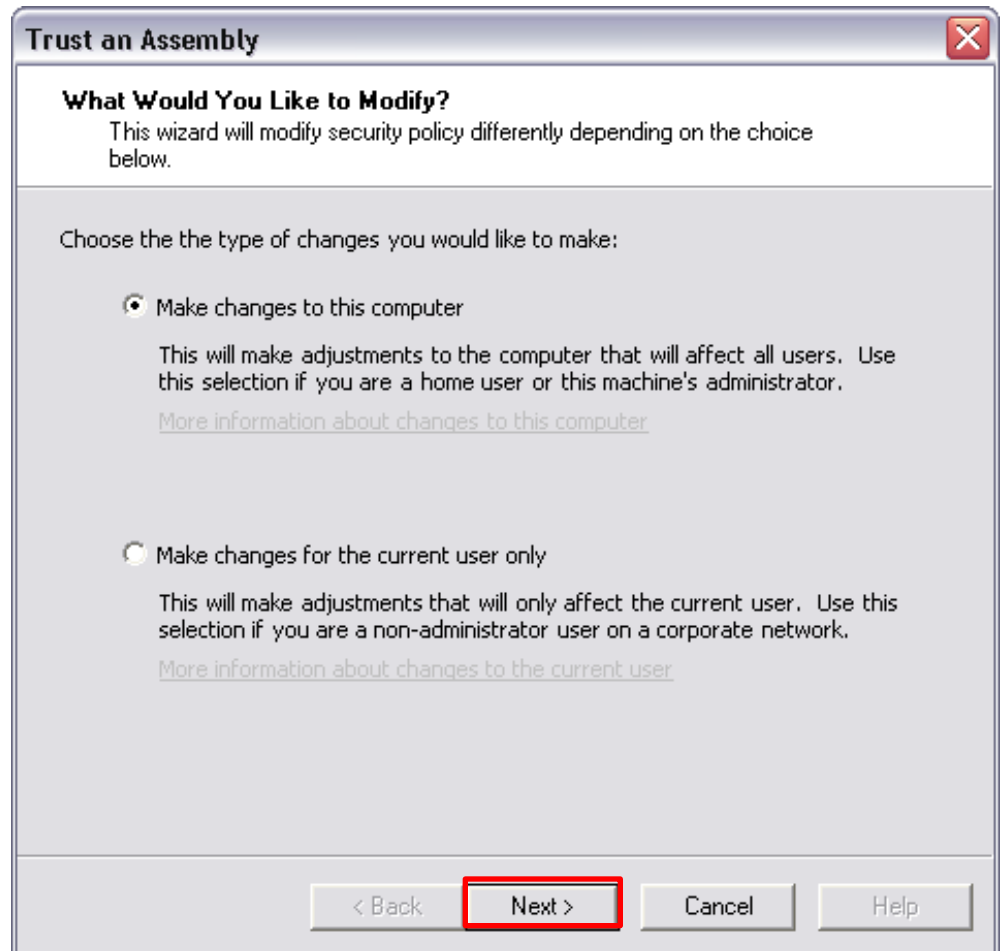 Trust an Assembly
What Would You Like to Modify?
This wizard will modify security policy differently depending on the choice
below.
Choose the the type of changes you would like to make:
Make changes to this computer
This will make adjustments to the computer that will affect all users.  Use
this selection if you are a home user or this machine's administrator.
More information about changes to this computer
Make changes for the current user only
This will make adjustments that will only affect the current user.  Use this
selection if you are a non-administrator user on a corporate network.
More information about changes to the current user
< Back Next > Cancel Help